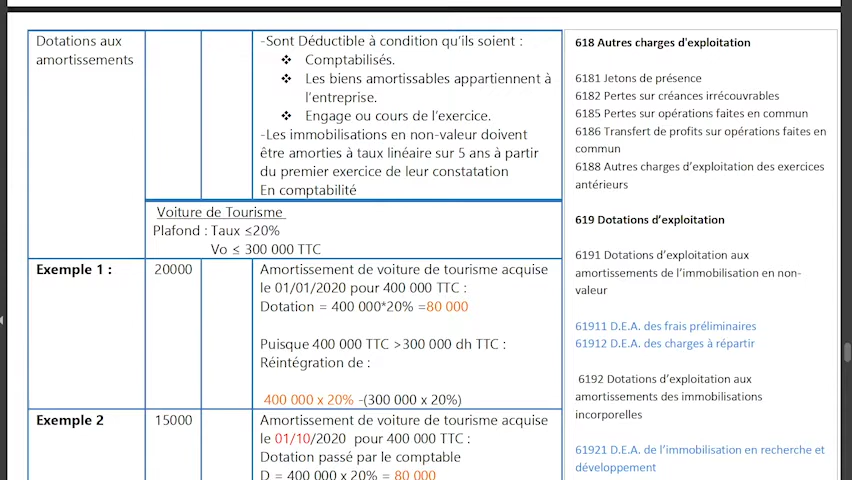 Dotations aux
amortissements
-Sont Déductible à condition qu'ils soient :
❖ Comptabilisés.
❖ Les biens amortissables appartiennent à
l'entreprise.
❖ Engage ou cours de l'exercice.
-Les immobilisations en non-valeur doivent
être amorties à taux linéaire sur 5 ans à partir
du premier exercice de leur constatation
En comptabilité
Voiture de Tourisme
Plafond : Taux ≤20%
Vo ≤ 300 000 TTC
Exemple 1 :
20000
Amortissement de voiture de tourisme acquise
le 01/01/2020 pour 400 000 TTC :
Dotation = 400 000*20% =80 000
Puisque 400 000 TTC >300 000 dh TTC :
Réintégration de :
400 000 x 20% -(300 000 x 20%)
Exemple 2
15000
Amortissement de voiture de tourisme acquise
le 01/10/2020 pour 400 000 TTC :
Dotation passé par le comptable
D = 400 000 x 20% = 80 000
618 Autres charges d'exploitation
6181 Jetons de présence
6182 Pertes sur créances irrécouvrables
6185 Pertes sur opérations faites en commun
6186 Transfert de profits sur opérations faites en
commun
6188 Autres charges d'exploitation des exercices
antérieurs
619 Dotations d'exploitation
6191 Dotations d'exploitation aux
amortissements de l'immobilisation en non-
valeur
61911 D.E.A. des frais préliminaires
61912 D.E.A. des charges à répartir
6192 Dotations d'exploitation aux
amortissements des immobilisations
incorporelles
61921 D.E.A. de l'immobilisation en recherche et
développement